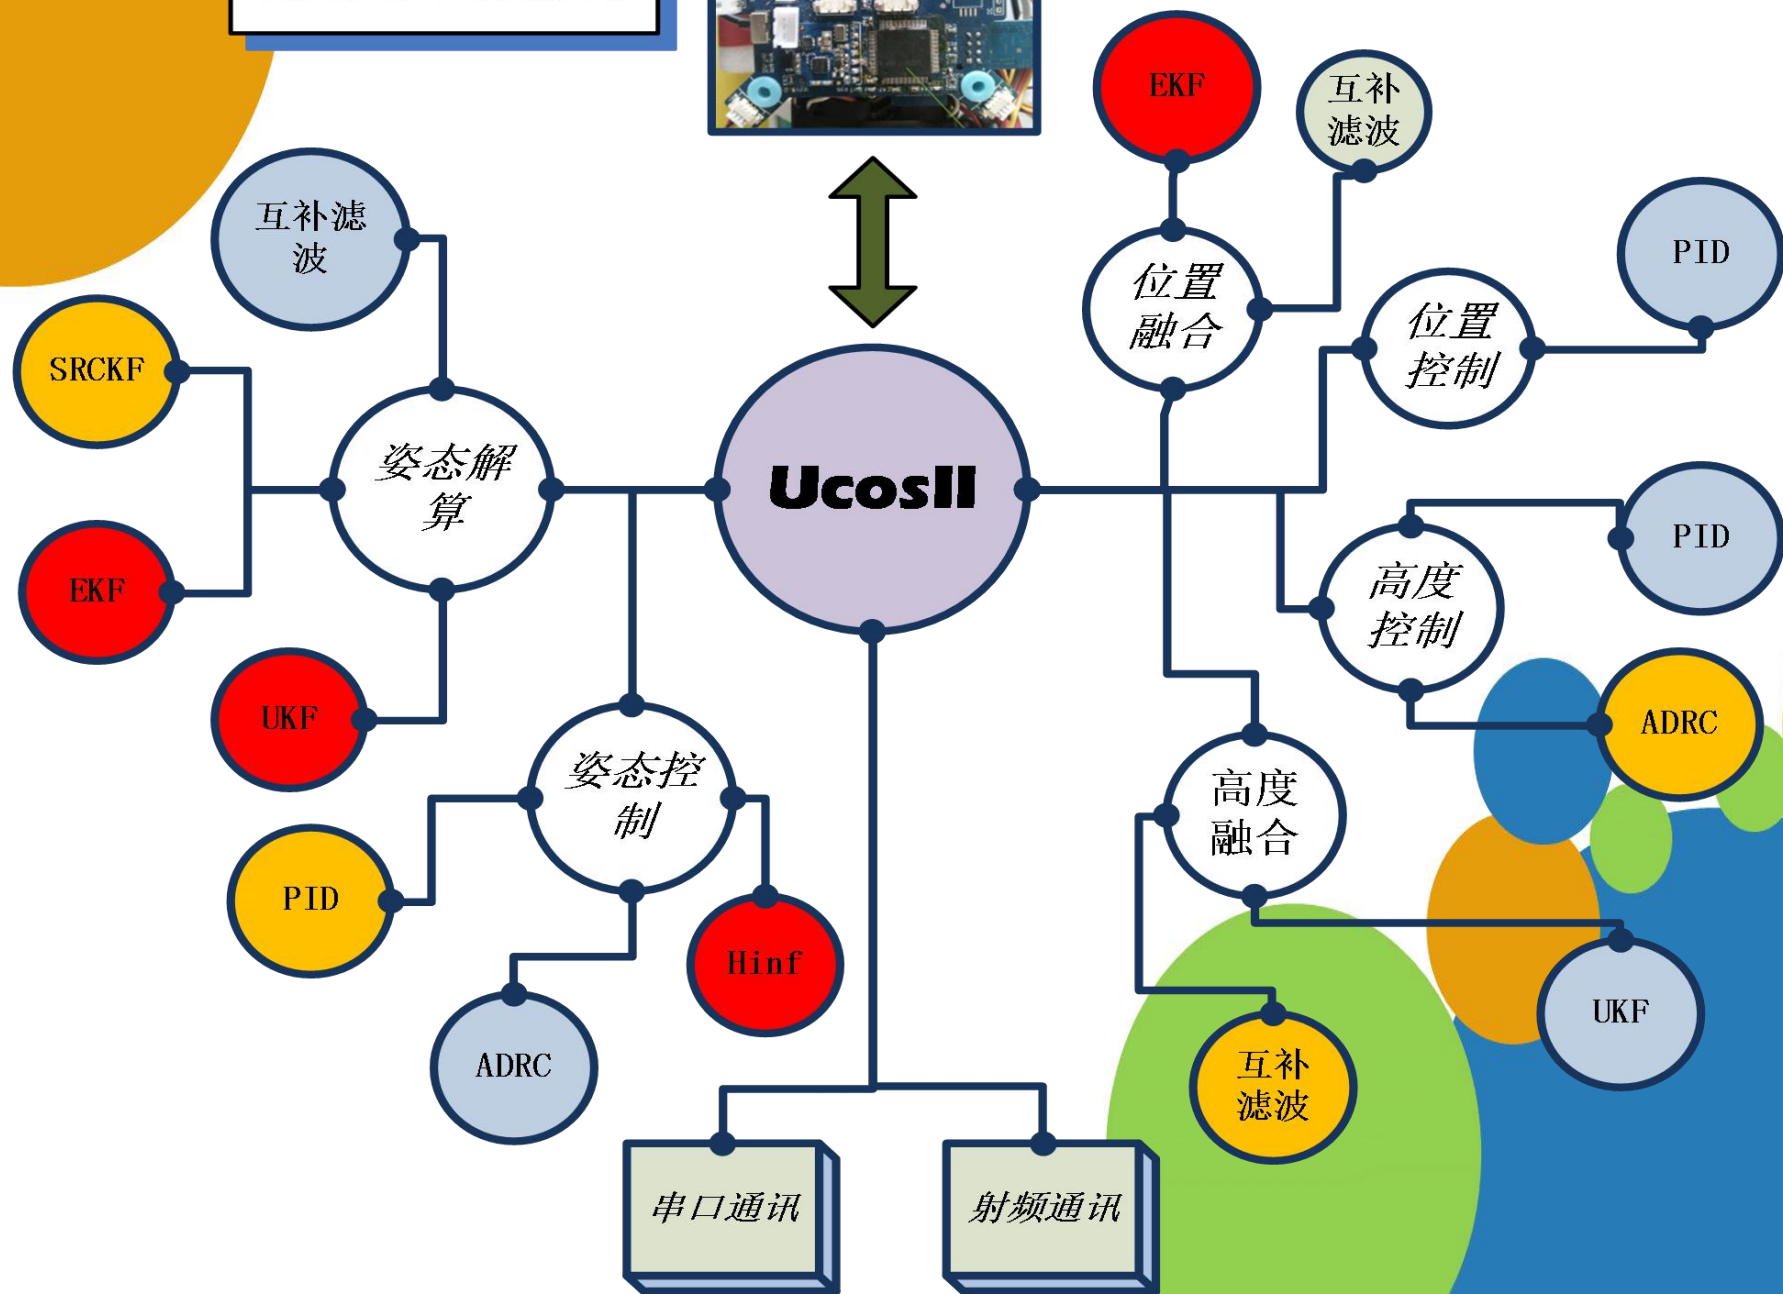 EKF
互补
滤波
互补滤
波
PID
位置
融合
位置
控制
SRCKF
姿态解
算
UcosII
PID
EKF
高度
控制
UKF
ADRC
姿态控
制
高度
融合
PID
Hinf
UKF
ADRC
互补
滤波
串口通讯
射频通讯